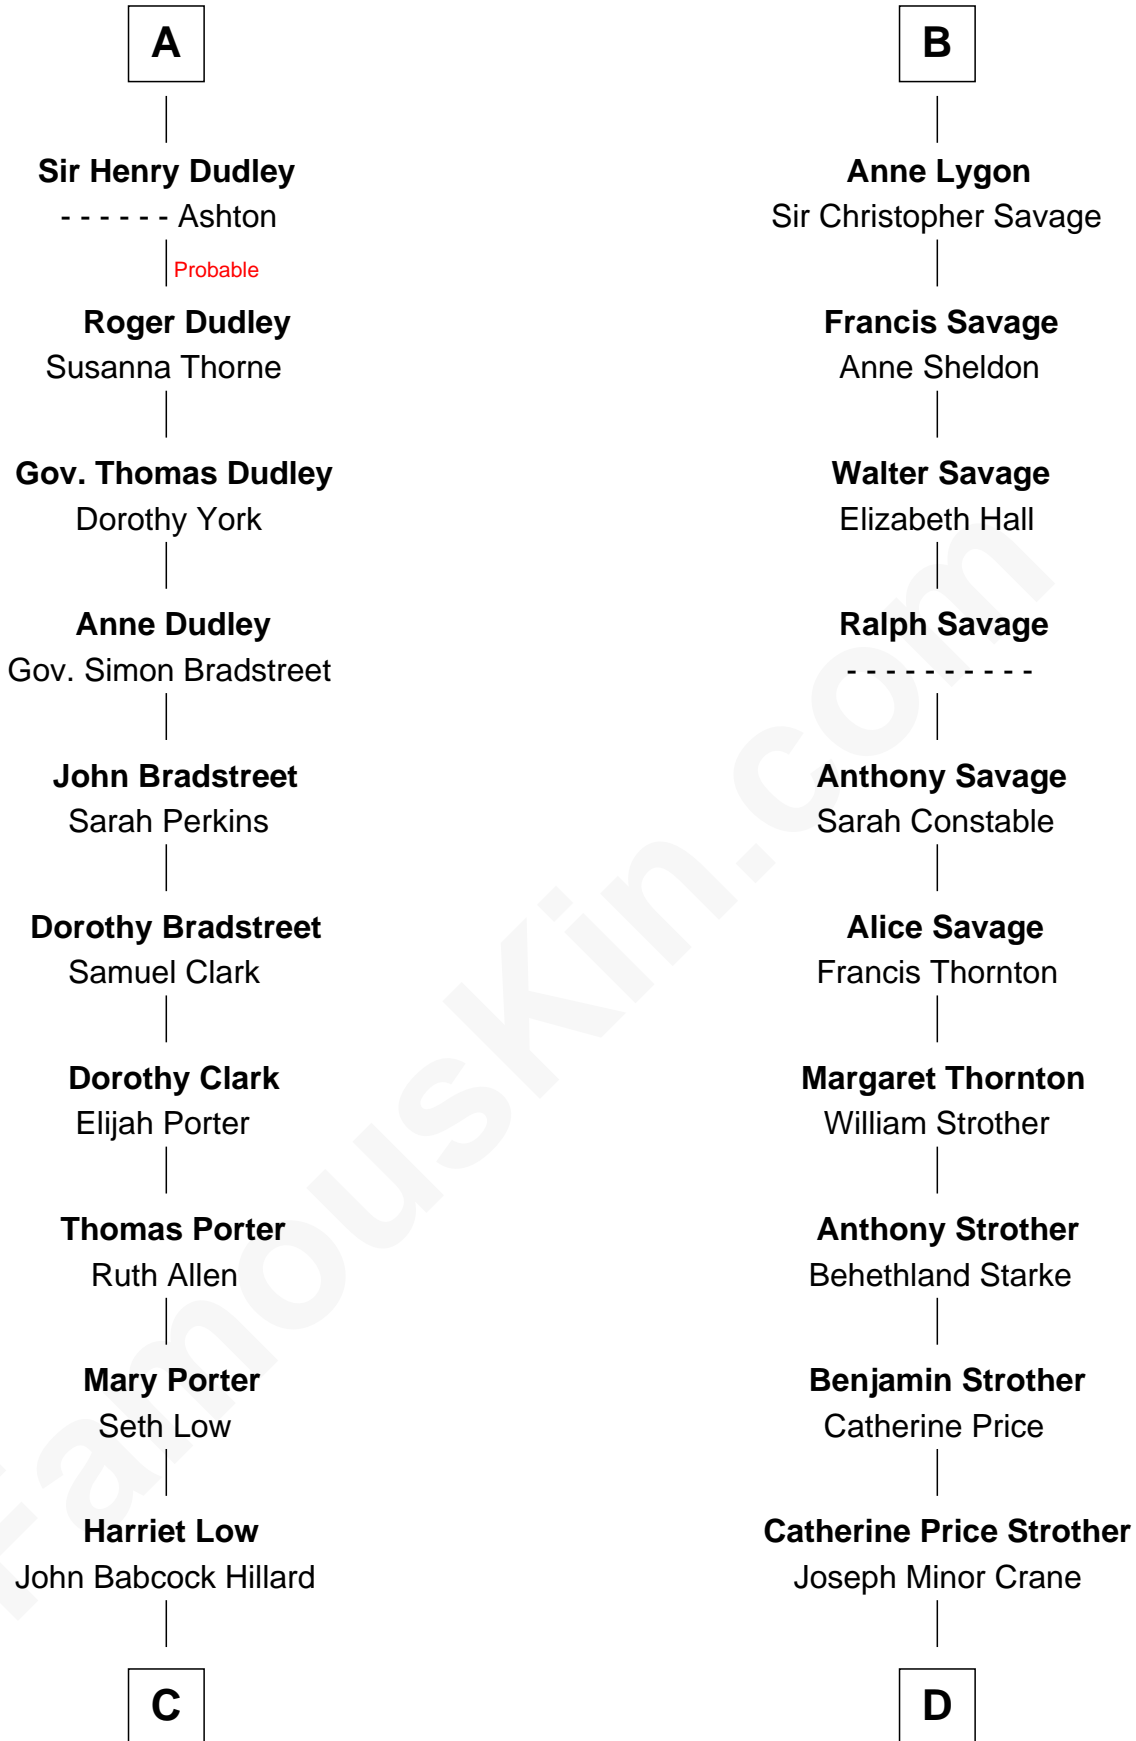 A
Sir Henry Dudley
- - - - - - Ashton
Probable
Roger Dudley
Susanna Thorne
Gov. Thomas Dudley
Dorothy York
Anne Dudley
Gov. Simon Bradstreet
John Bradstreet
Sarah Perkins
Dorothy Bradstreet
Samuel Clark
Dorothy Clark
Elijah Porter
Thomas Porter
Ruth Allen
Mary Porter
Seth Low
Harriet Low
John Babcock Hillard
C
B
Anne Lygon
Sir Christopher Savage
Francis Savage
Anne Sheldon
Walter Savage
Elizabeth Hall
Ralph Savage
- - - - - - - - - -
Anthony Savage
Sarah Constable
Alice Savage
Francis Thornton
Margaret Thornton
William Strother
Anthony Strother
Behethland Starke
Benjamin Strother
Catherine Price
Catherine Price Strother
Joseph Minor Crane
D
FamousKin.com